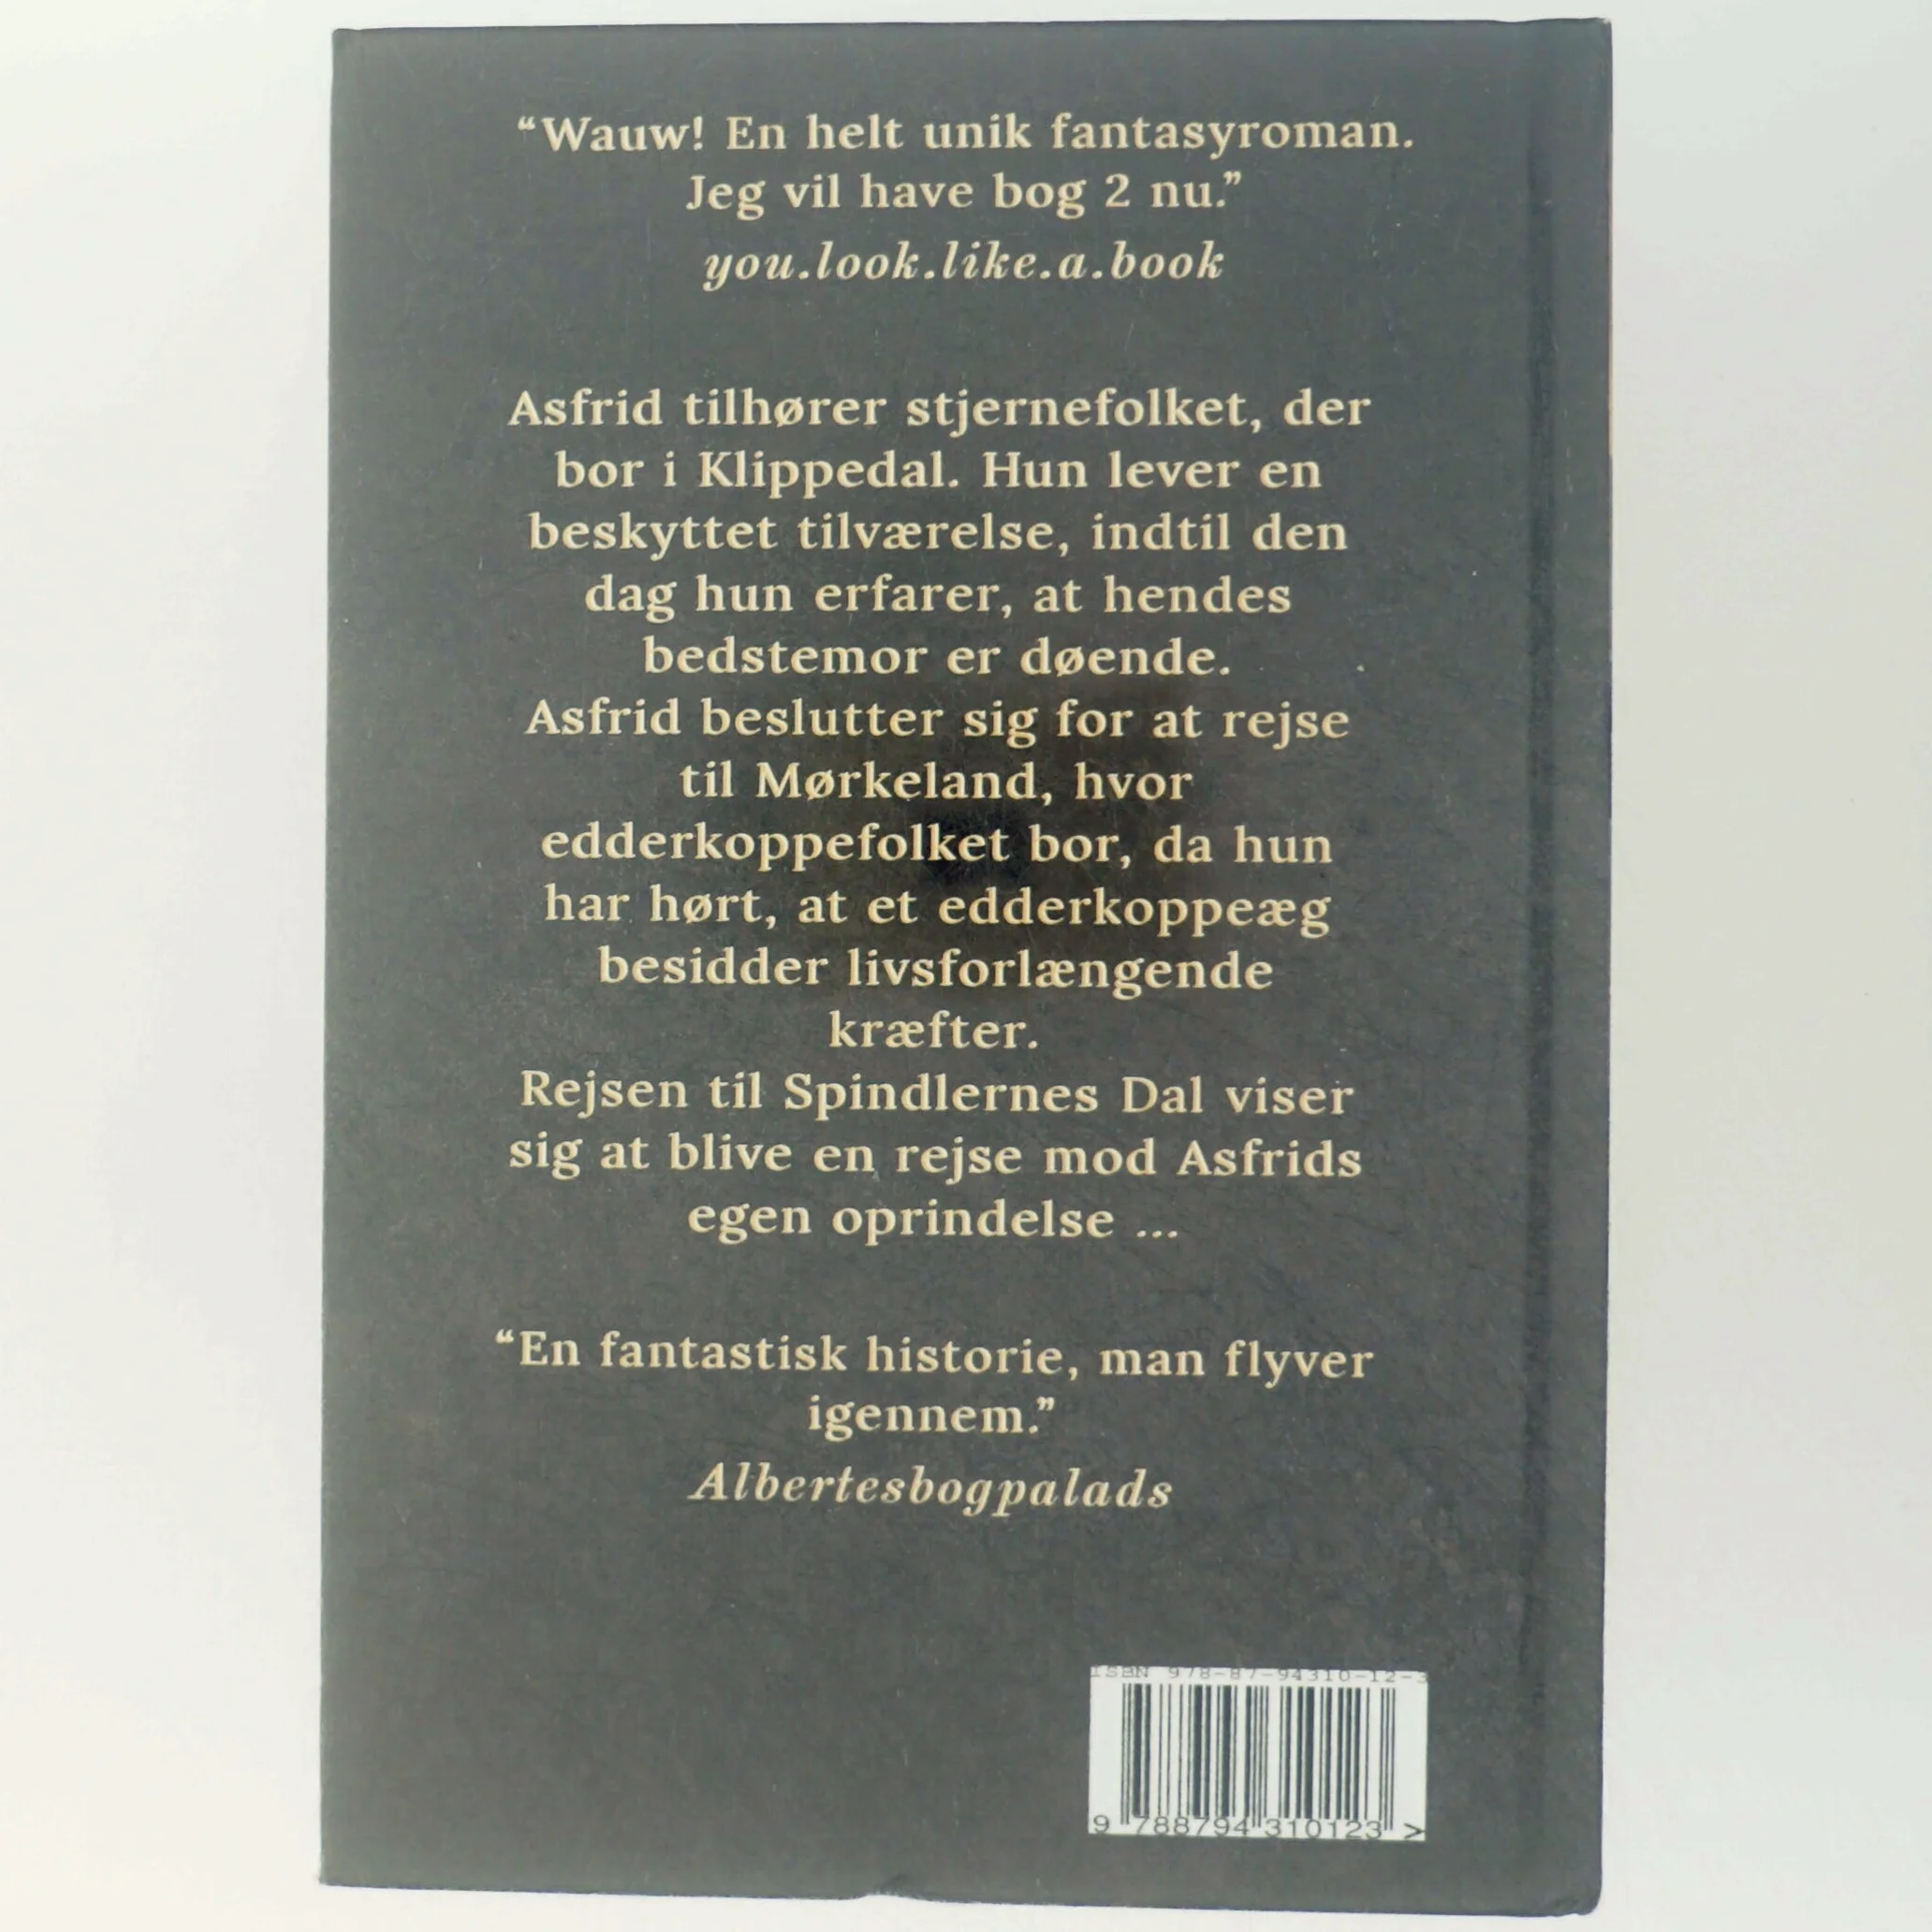 “Wauw! En helt unik fantasyroman.
Jeg vil have bog 2 nu.”
you.look.like.a.book
Asfrid tilhører stjernefolket, der
bor i Klippedal. Hun lever en
beskyttet tilværelse, indtil den
dag hun erfarer, at hendes
bedstemor er døende.
Asfrid beslutter sig for at rejse
til Mørkeland, hvor
edderkoppefolket bor, da hun
har hørt, at et edderkoppeæg
besidder livsforlængende
kræfter.
Rejsen til Spindlernes Dal viser
sig at blive en rejse mod Asfrids
egen oprindelse ...
“En fantastisk historie, man flyver
igennem.”
Albertesbogpalads
ISBN 978-87-94310-12-3
9 788794 310123 >